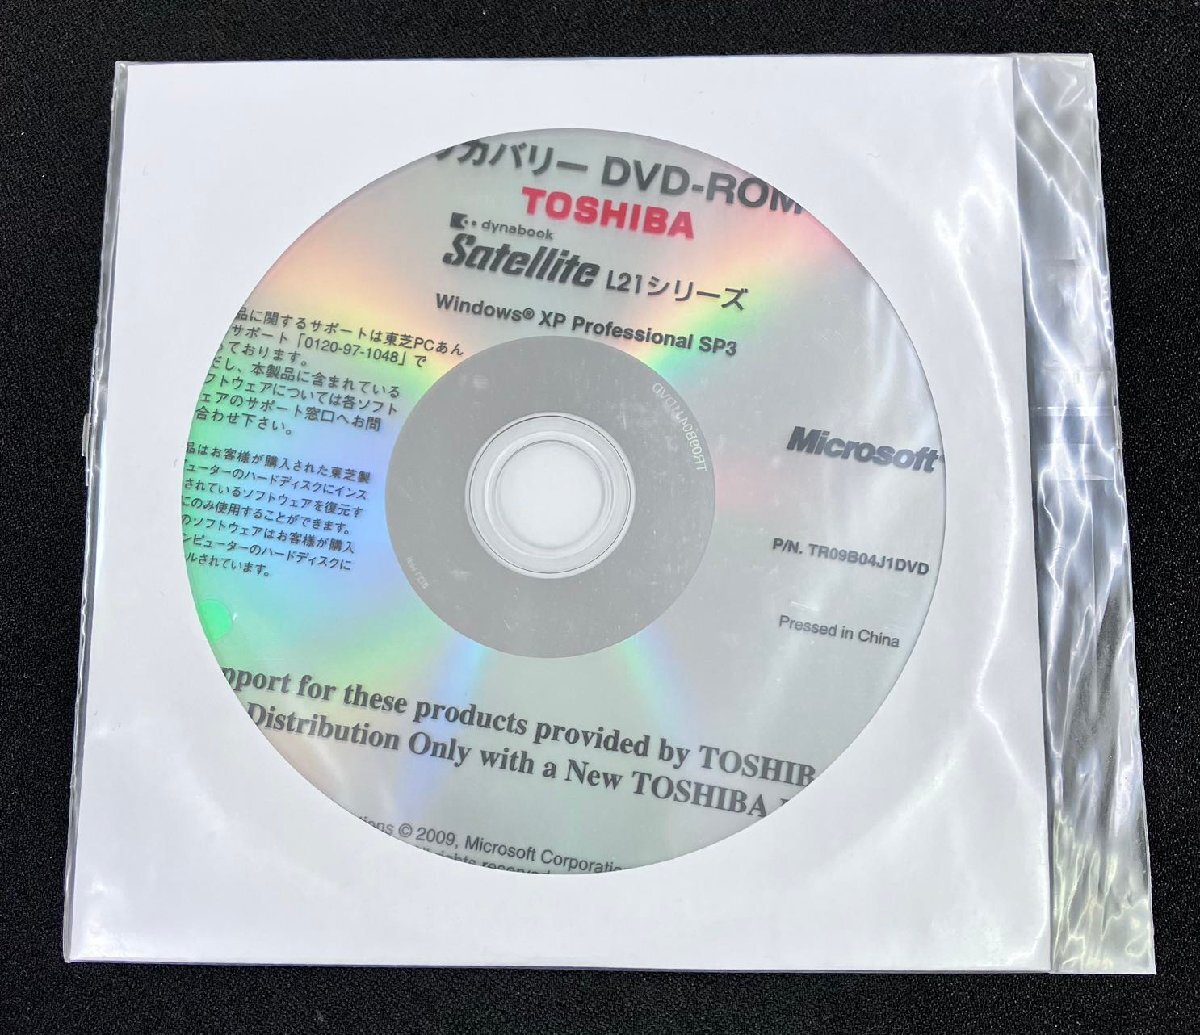 リカバリー DVD-ROM
TOSHIBA
dynabook
Satellite L21シリーズ
Windows® XP Professional SP3
品に関するサポートは東芝PCあん
サポート「0120-97-1048」で
っております。
だし、本製品に含まれている
フトウェアについては各ソフト
ェアのサポート窓口へお問
合わせ下さい。
品はお客様が購入された東芝製
ピューターのハードディスクにインス
されているソフトウェアを復元す
にのみ使用することができます。
のソフトウェアはお客様が購入
ンピューターのハードディスクに
ルされています。
Microsoft
P/N. TR09B04J1DVD
Pressed in China
pport for these products provided by TOSHIB
Distribution Only with a New TOSHIBA
tions © 2009, Microsoft Corporatio
rights reserved